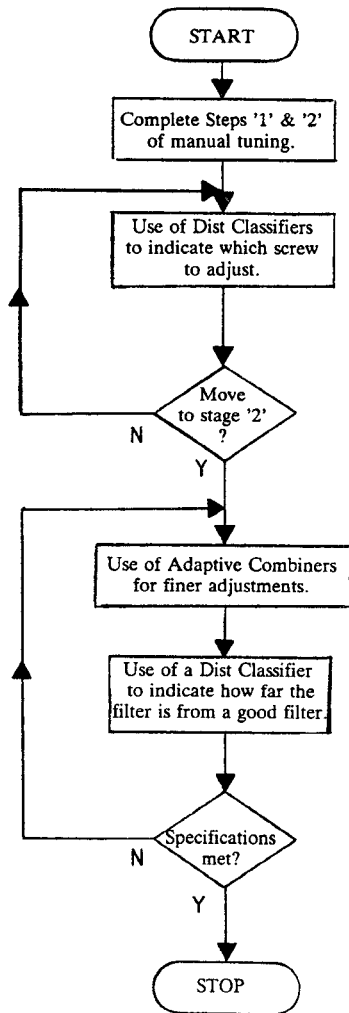 START
Complete Steps '1' & '2'
of manual tuning.
Use of Dist Classifiers
to indicate which screw
to adjust.
Move
to stage '2'
?
N
Y
Use of Adaptive Combiners
for finer adjustments.
Use of a Dist Classifier
to indicate how far the
filter is from a good filter.
Specifications
met?
N
Y
STOP